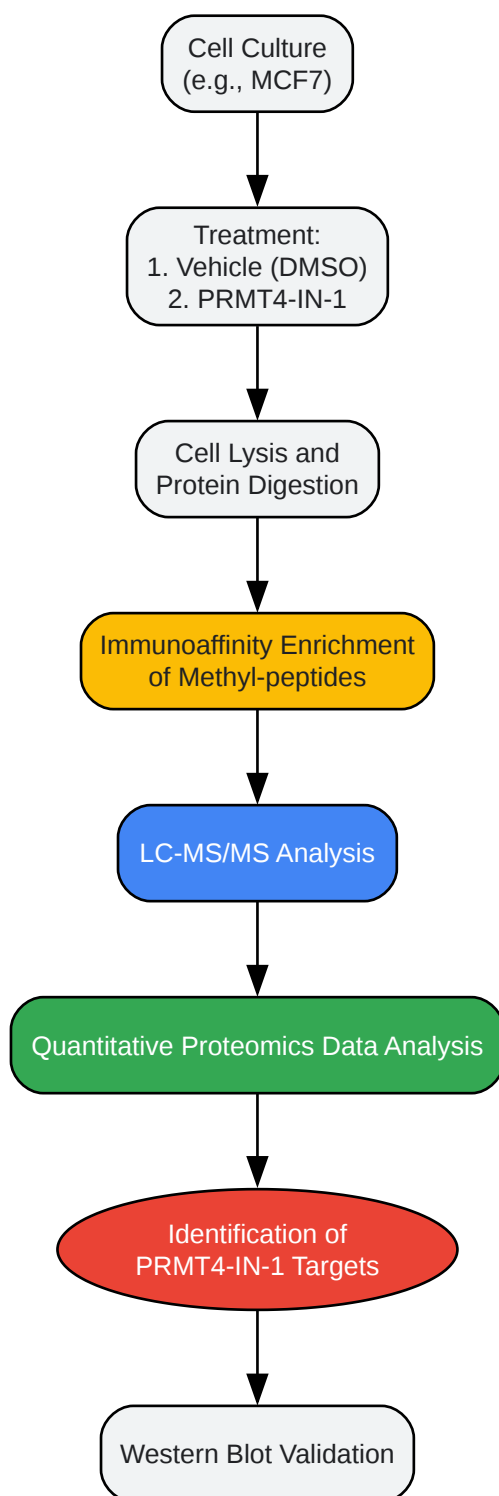 Cell Culture
(e.g., MCF7)
Treatment:
1. Vehicle (DMSO)
2. PRMT4-IN-1
Cell Lysis and
Protein Digestion
Immunoaffinity Enrichment
of Methyl-peptides
LC-MS/MS Analysis
Quantitative Proteomics Data Analysis
Identification of
PRMT4-IN-1 Targets
Western Blot Validation